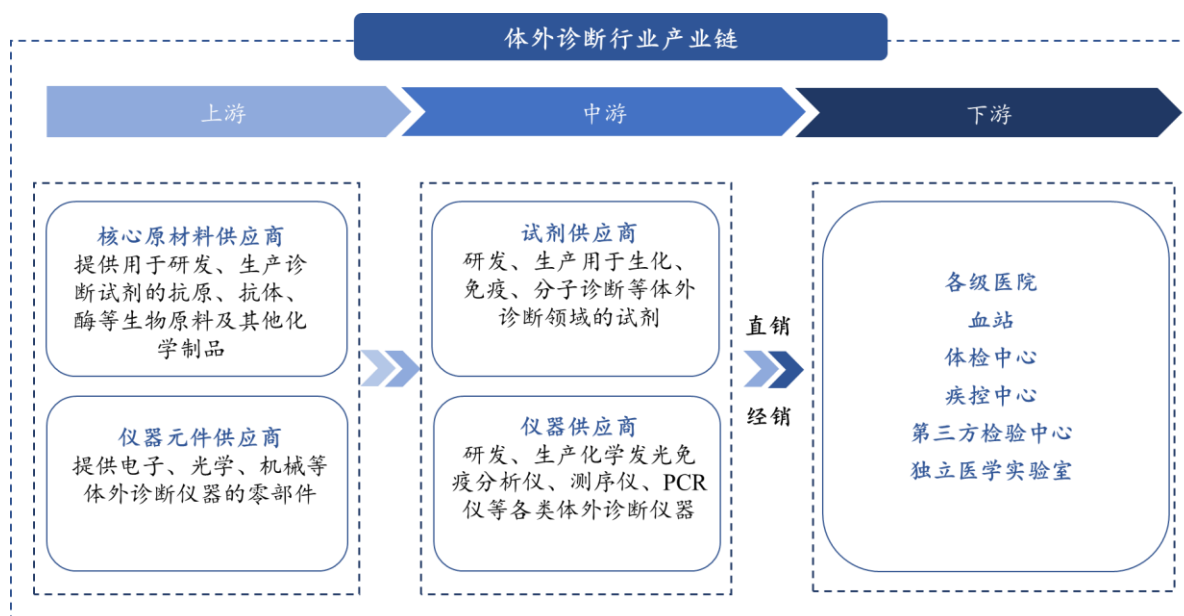 体外诊断行业产业链
上游
中游
下游
核心原材料供应商
提供用于研发、生产诊
断试剂的抗原、抗体、
酶等生物原料及其他化
学制品
仪器元件供应商
提供电子、光学、机械等
体外诊断仪器的零部件
试剂供应商
研发、生产用于生化、
免疫、分子诊断等体外
诊断领域的试剂
仪器供应商
研发、生产化学发光免
疫分析仪、测序仪、PCR
仪等各类体外诊断仪器
直销
经销
各级医院
血站
体检中心
疾控中心
第三方检验中心
独立医学实验室